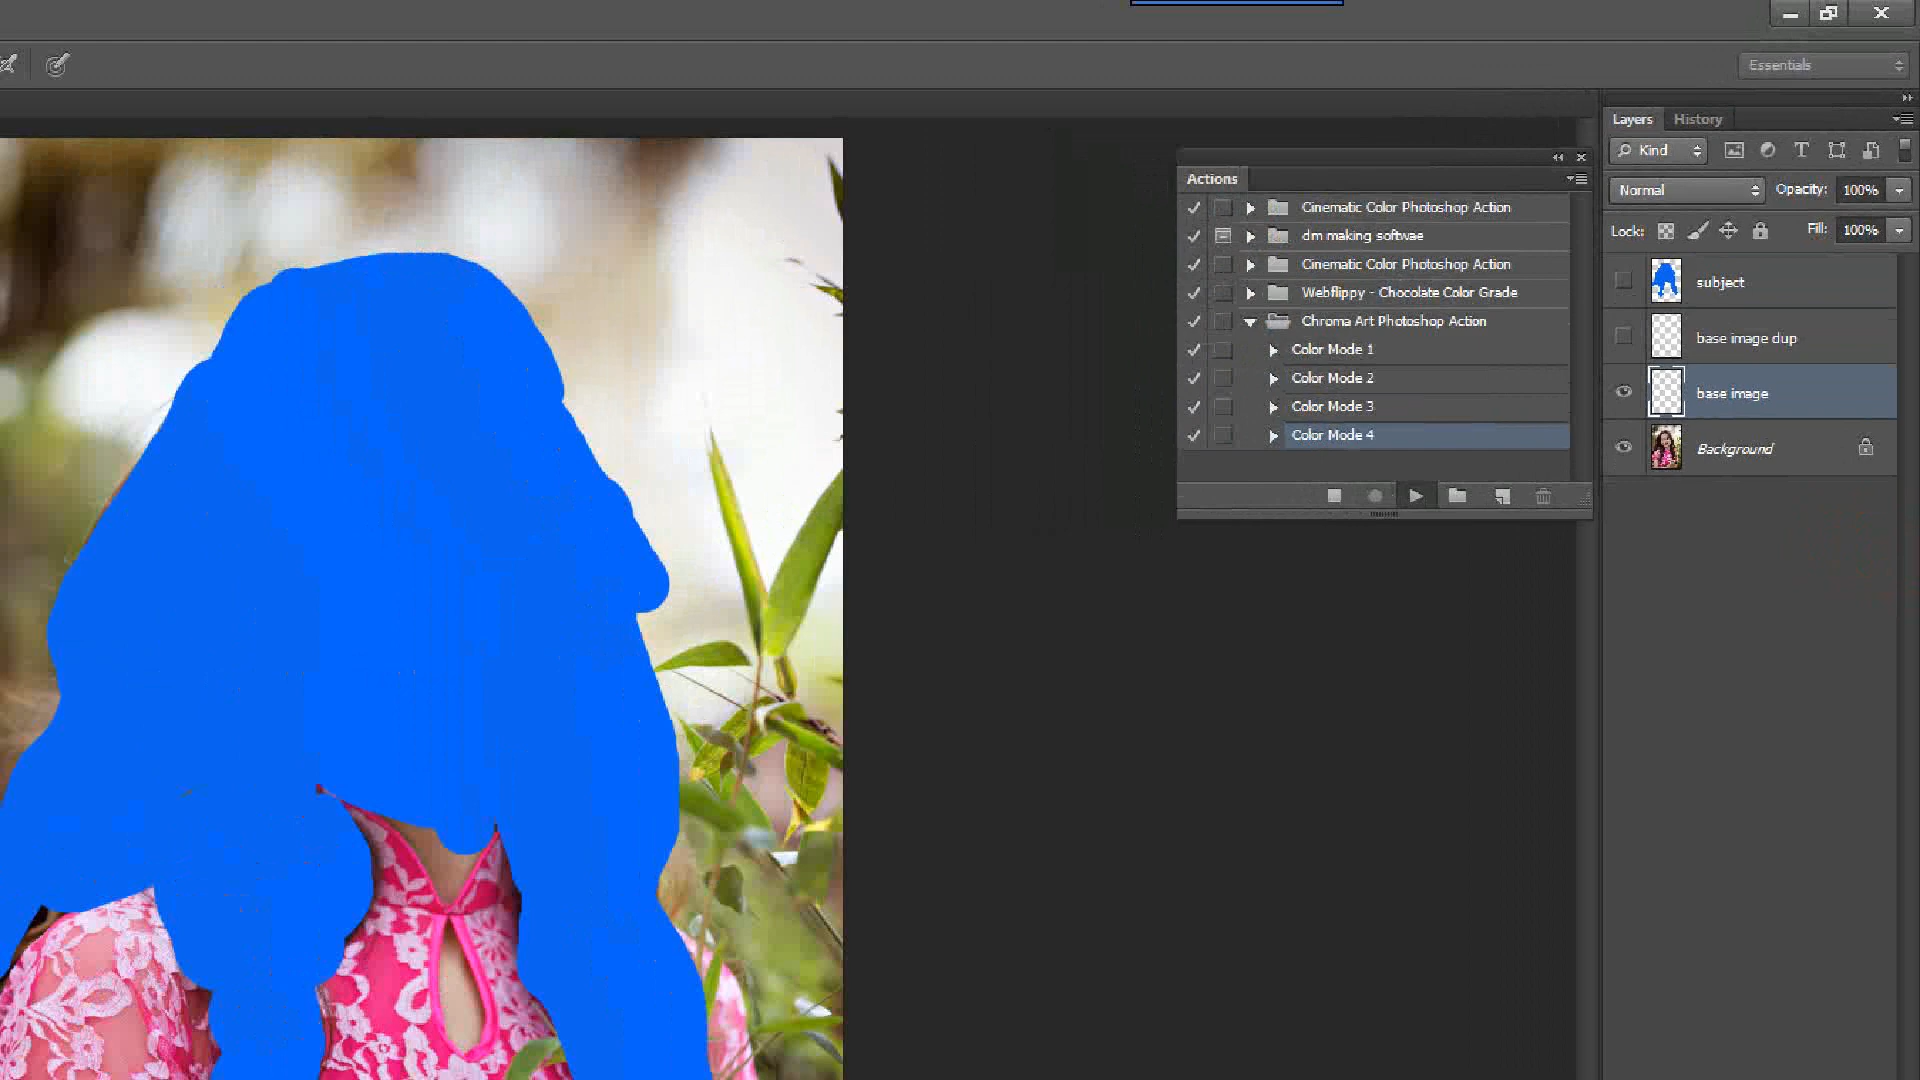 Essentials
Layers
History
Kind
Normal
Opacity:
100%
Lock:
Fill:
100%
subject
base image dup
base image
Background
Actions
Cinematic Color Photoshop Action
dm making softwae
Cinematic Color Photoshop Action
Webflippy - Chocolate Color Grade
Chroma Art Photoshop Action
Color Mode 1
Color Mode 2
Color Mode 3
Color Mode 4